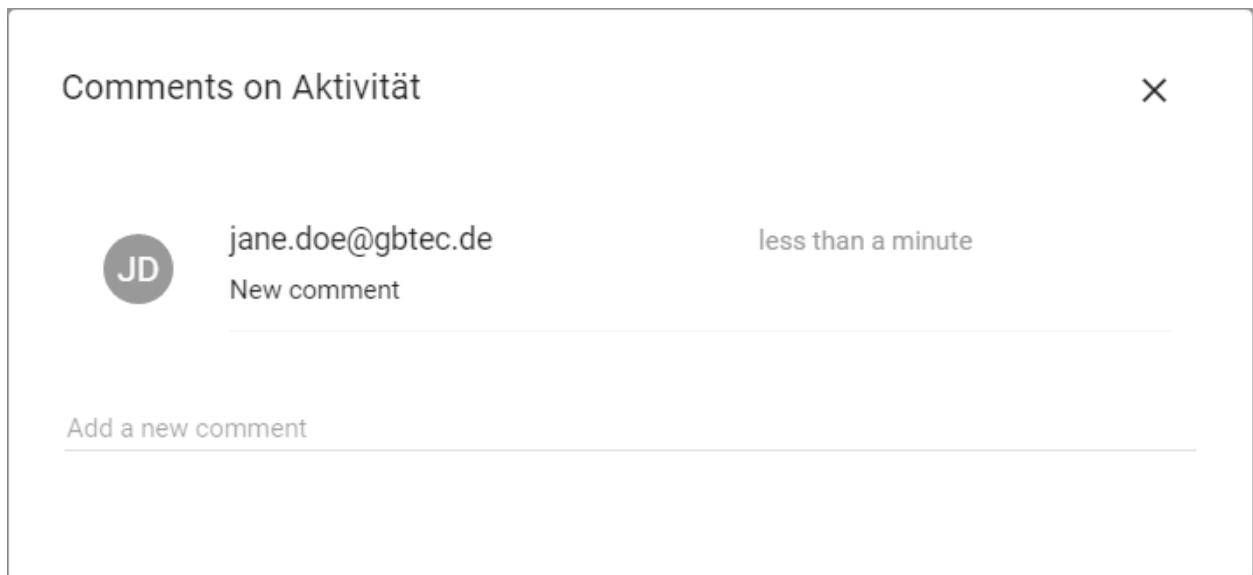 Comments on Aktivität
JD
jane.doe@gbtec.de
less than a minute
New comment
Add a new comment